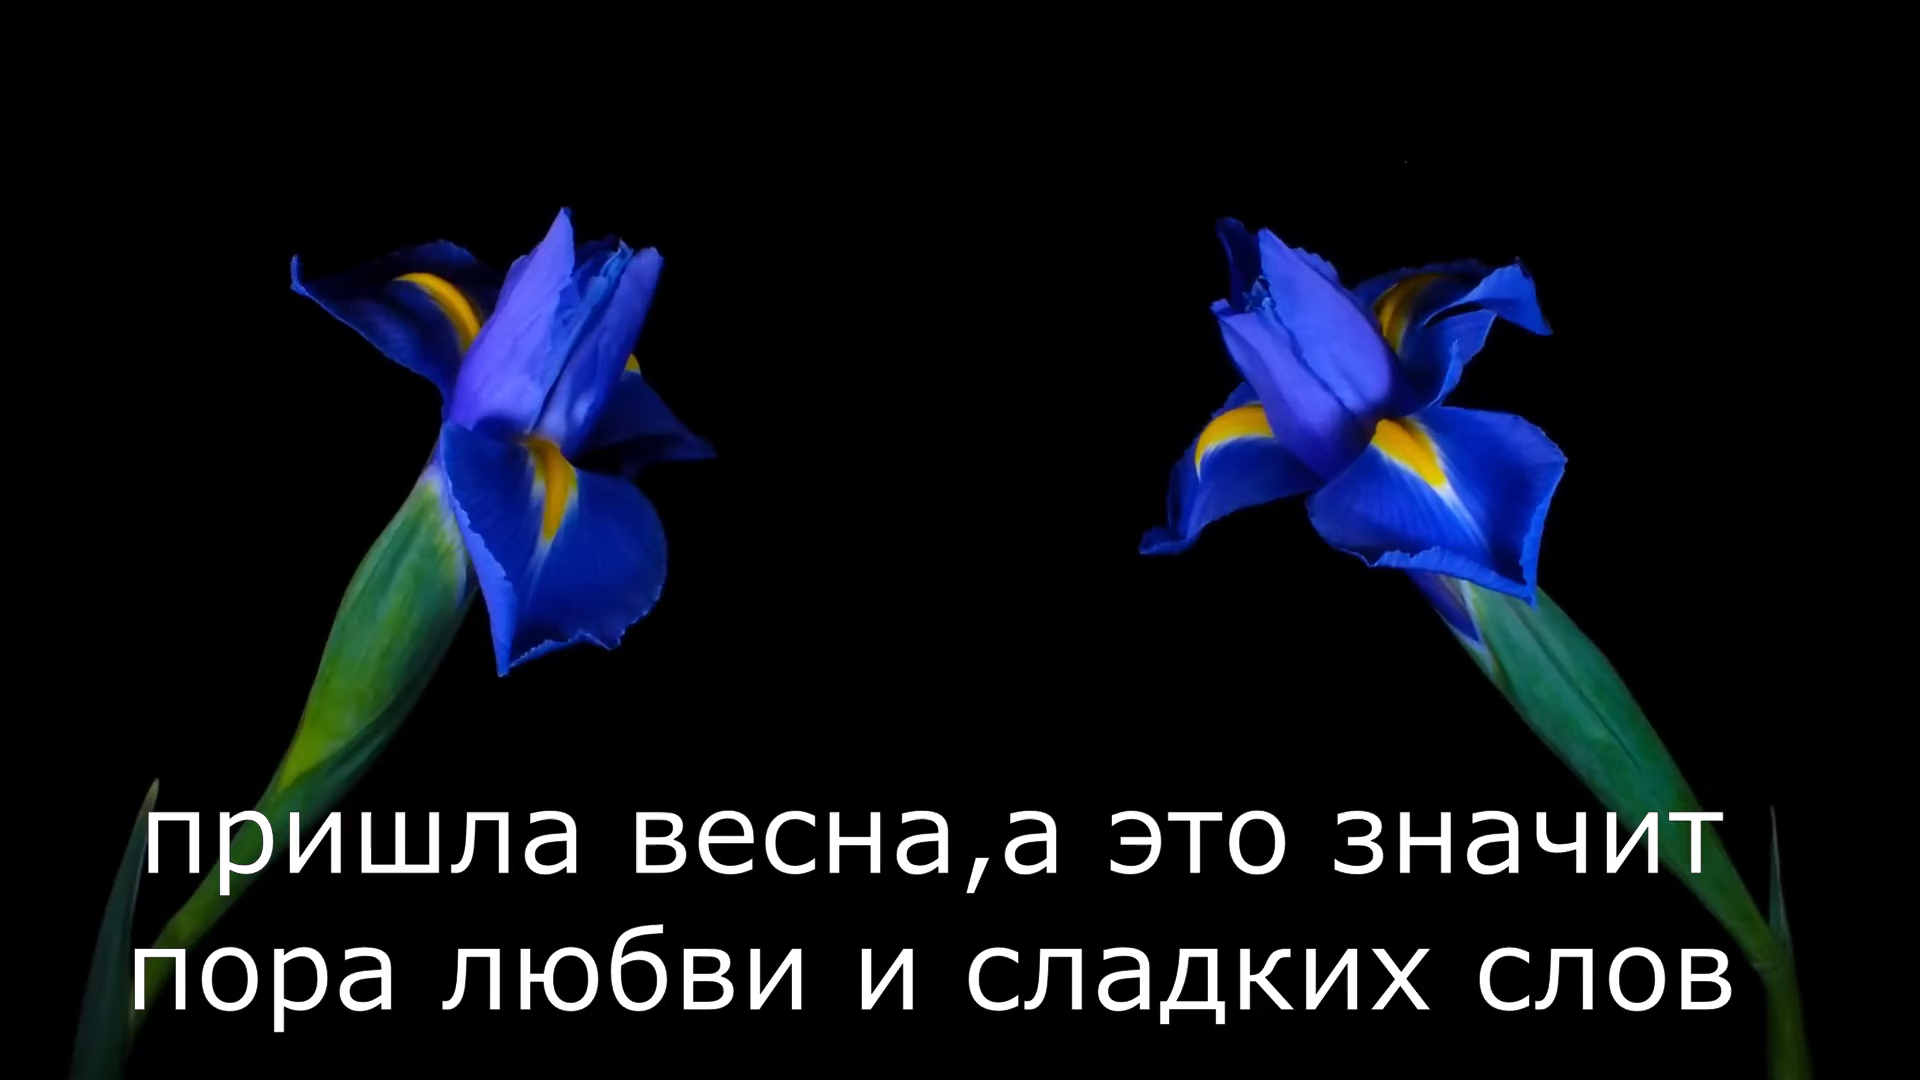 пришла весна,а это значит
пора любви и сладких слов